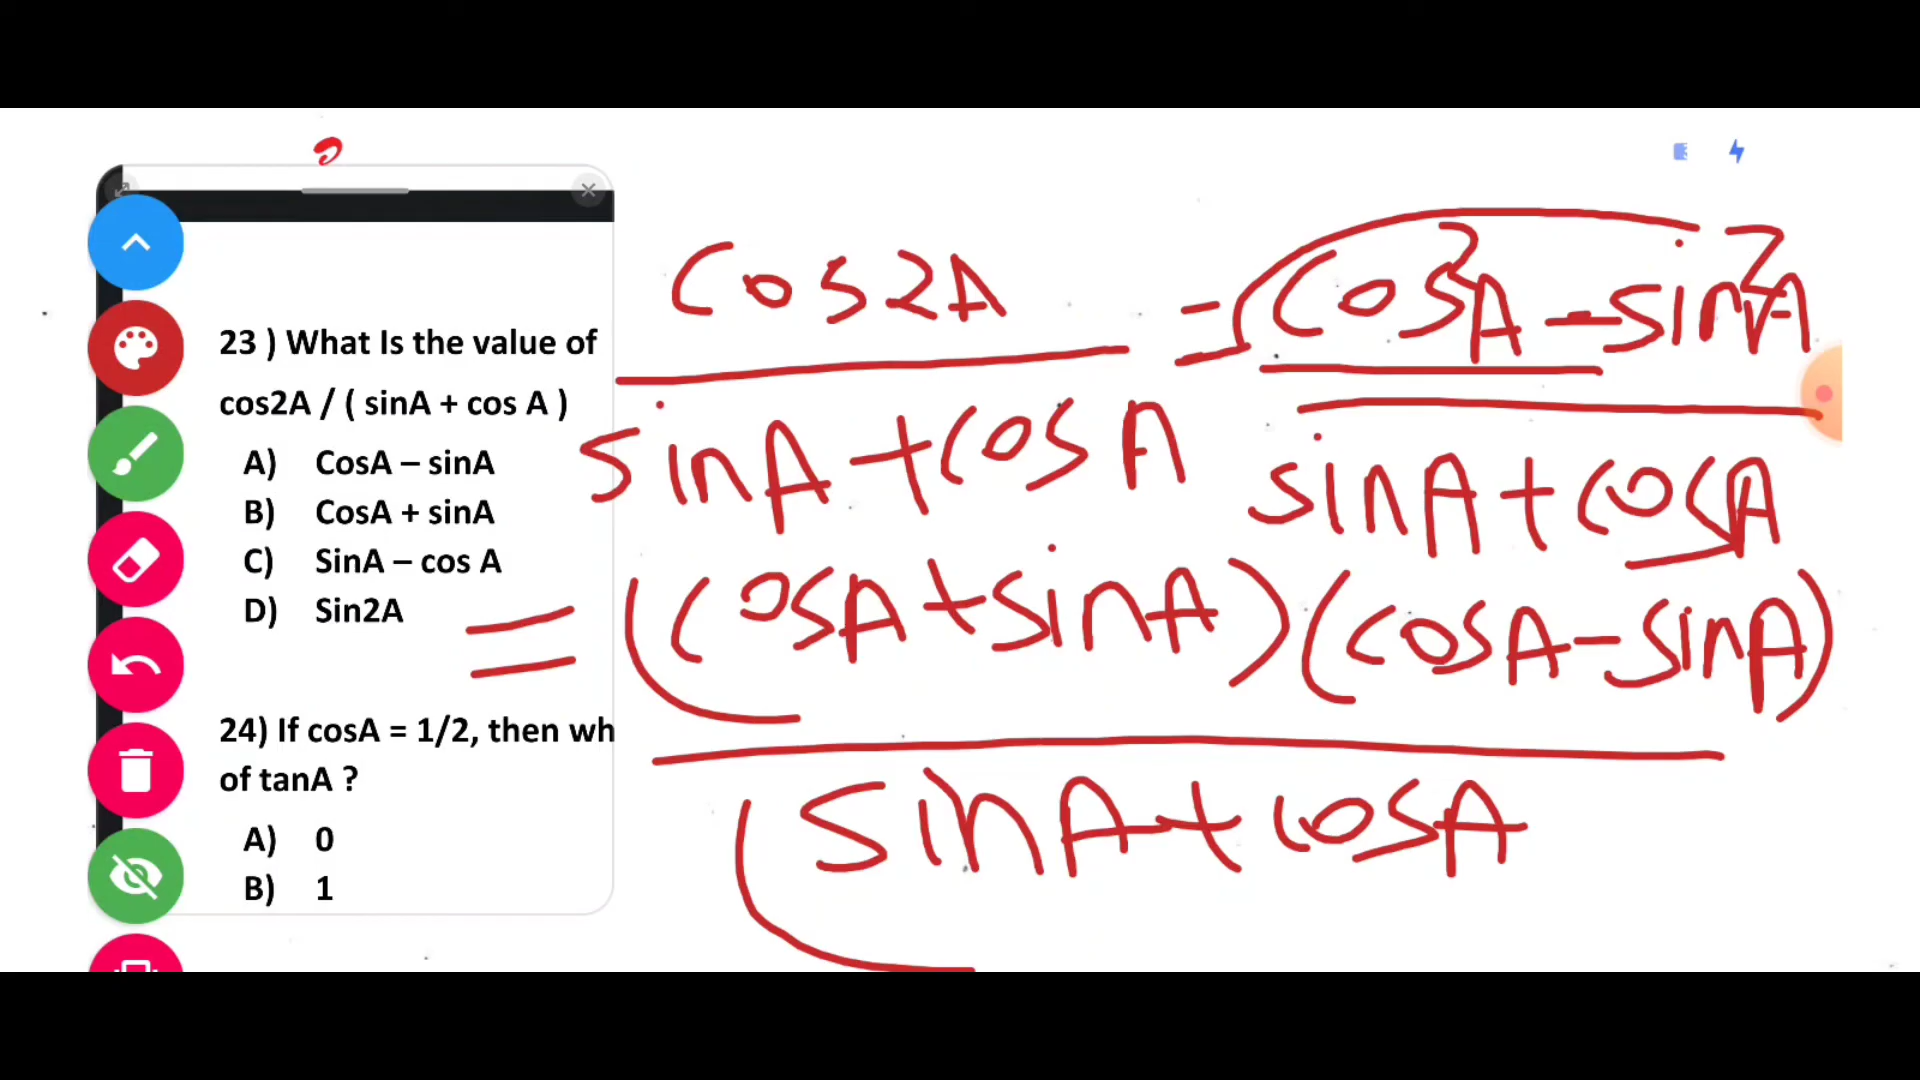 23 ) What Is the value of
cos2A / ( sinA + cos A )
A) CosA – sinA
B) CosA + sinA
C) SinA – cos A
D) Sin2A
24) If cosA = 1/2, then wh
of tanA ?
A) 0
B) 1
cos2A = cos²A - sin²A
sinA + cosA sinA + cosA
= (cosA + sinA) (cosA - sinA)
sinA + cosA